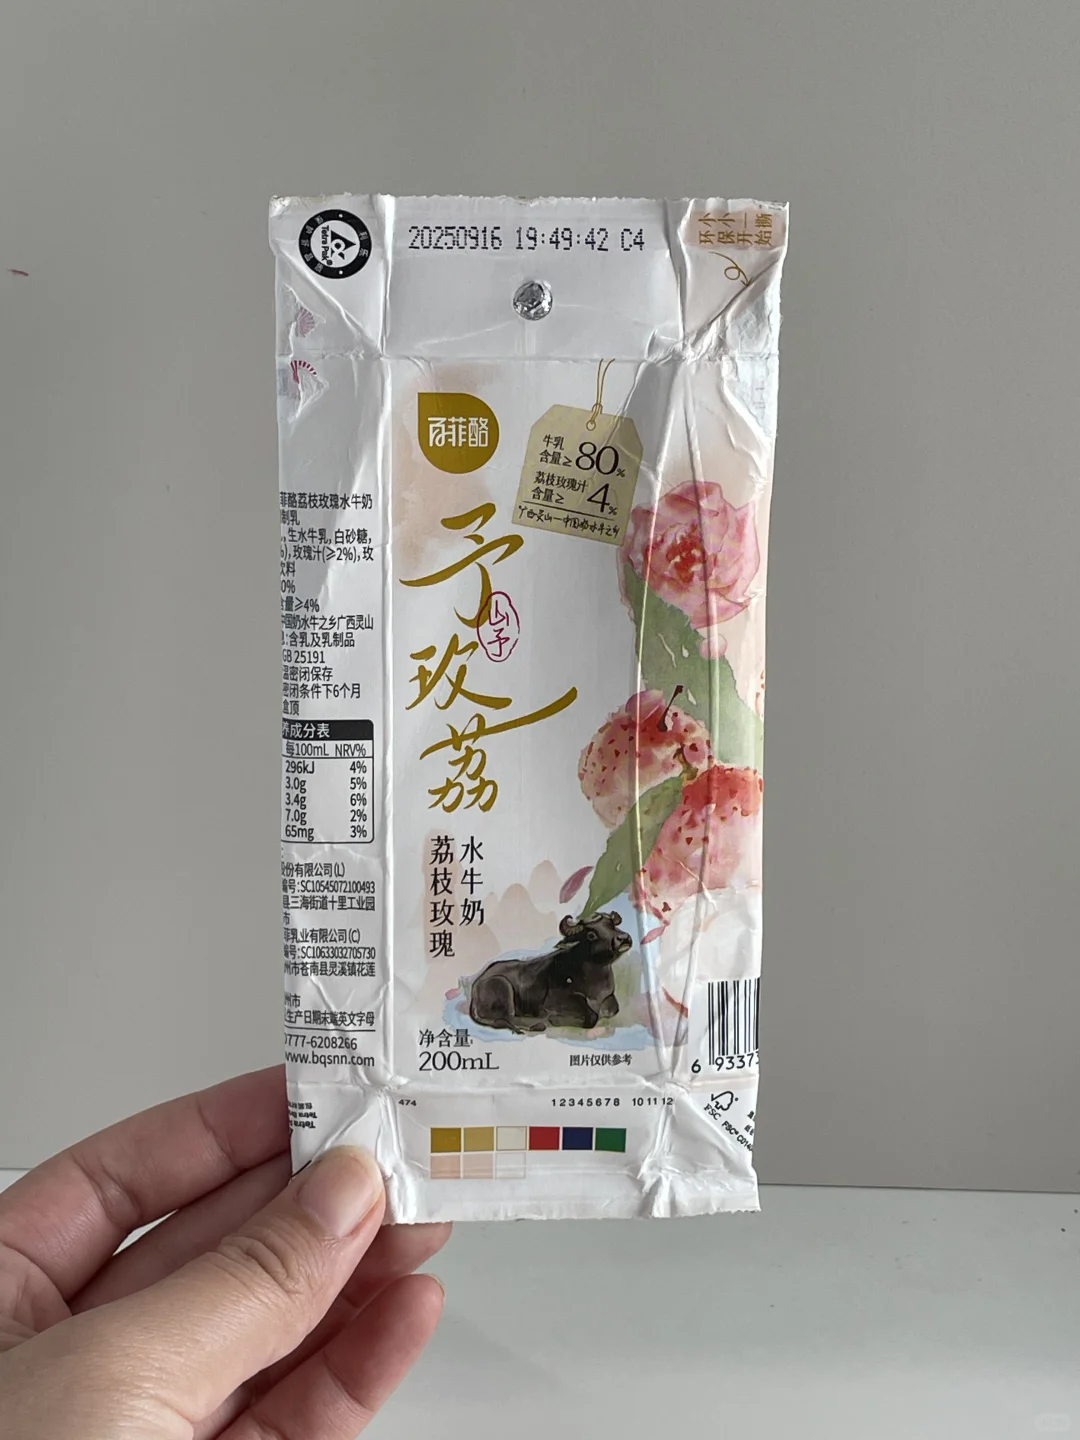 20250916 19:49:42 C4
Tetra Pak
小小一撕
环保开始
百菲酪
牛乳
含量≥80%
荔枝玫瑰汁
含量≥4%
广西灵山—中国奶水牛之乡
予
玫
荔
山予
水牛奶
荔枝玫瑰
净含量:
200mL
图片仅供参考
菲酪荔枝玫瑰水牛奶
制乳
,生水牛乳,白砂糖,
),玫瑰汁(≥2%),玫
饮料
0%
含量≥4%
中国奶水牛之乡广西灵山
:含乳及乳制品
GB 25191
温密闭保存
密闭条件下6个月
盒顶
养成分表
每100mL NRV%
296kJ 4%
3.0g 5%
3.4g 6%
7.0g 2%
65mg 3%
股份有限公司(L)
编号:SC10545072100493
县三海街道十里工业园
市
菲乳业有限公司(C)
编号:SC10633032705730
州市苍南县灵溪镇花莲
州市
生产日期末端英文字母
0777-6208266
www.bqsnn.com
6 93373
474
12345678 10 11 12
FSC
FSC® C014